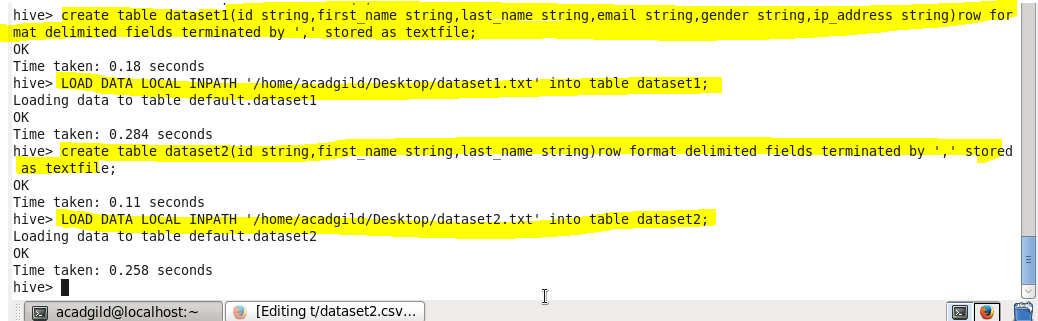 hive> create table dataset1(id string,first_name string,last_name string,email string,gender string,ip_address string)row for
mat delimited fields terminated by ',' stored as textfile;
OK
Time taken: 0.18 seconds
hive> LOAD DATA LOCAL INPATH '/home/acadgild/Desktop/dataset1.txt' into table dataset1;
Loading data to table default.dataset1
OK
Time taken: 0.284 seconds
hive> create table dataset2(id string,first_name string,last_name string)row format delimited fields terminated by ',' stored
as textfile;
OK
Time taken: 0.11 seconds
hive> LOAD DATA LOCAL INPATH '/home/acadgild/Desktop/dataset2.txt' into table dataset2;
Loading data to table default.dataset2
OK
Time taken: 0.258 seconds
hive>
acadgild@localhost:~ [Editing t/dataset2.csv...